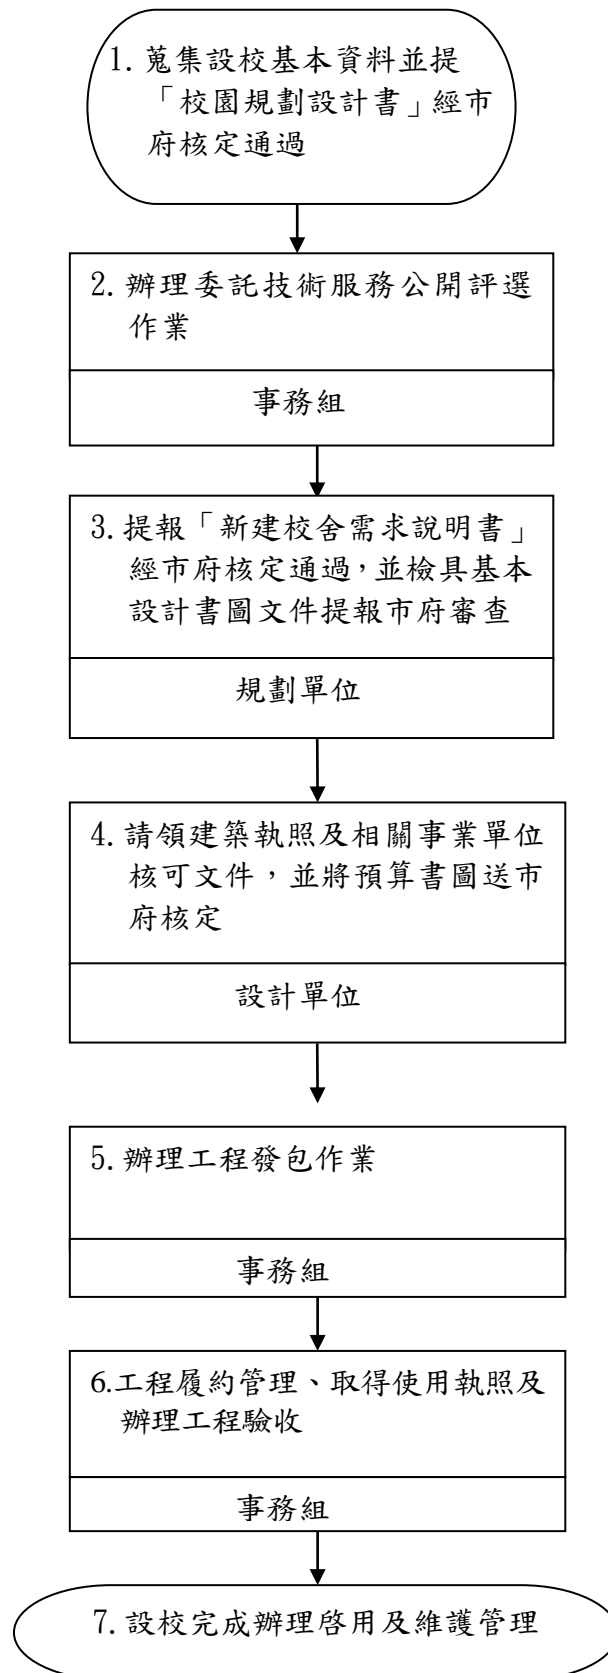 1. 蒐集設校基本資料並提
「校園規劃設計書」經市
府核定通過
2. 辦理委託技術服務公開評選
作業
事務組
3. 提報「新建校舍需求說明書」
經市府核定通過，並檢具基本
設計書圖文件提報市府審查
規劃單位
4. 請領建築執照及相關事業單位
核可文件，並將預算書圖送市
府核定
設計單位
5. 辦理工程發包作業
事務組
6.工程履約管理、取得使用執照及
辦理工程驗收
事務組
7. 設校完成辦理啓用及維護管理